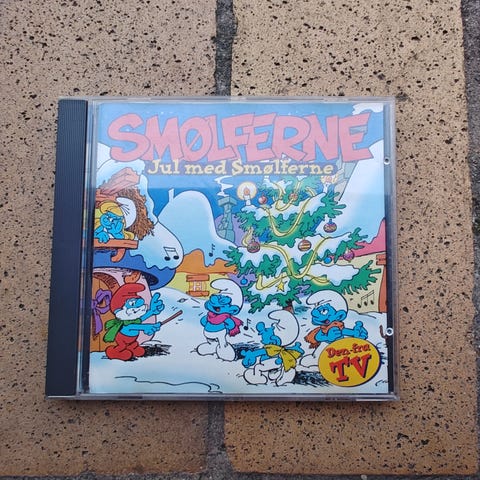 SMØLFERNE
Jul med Smølferne
Den fra
TV